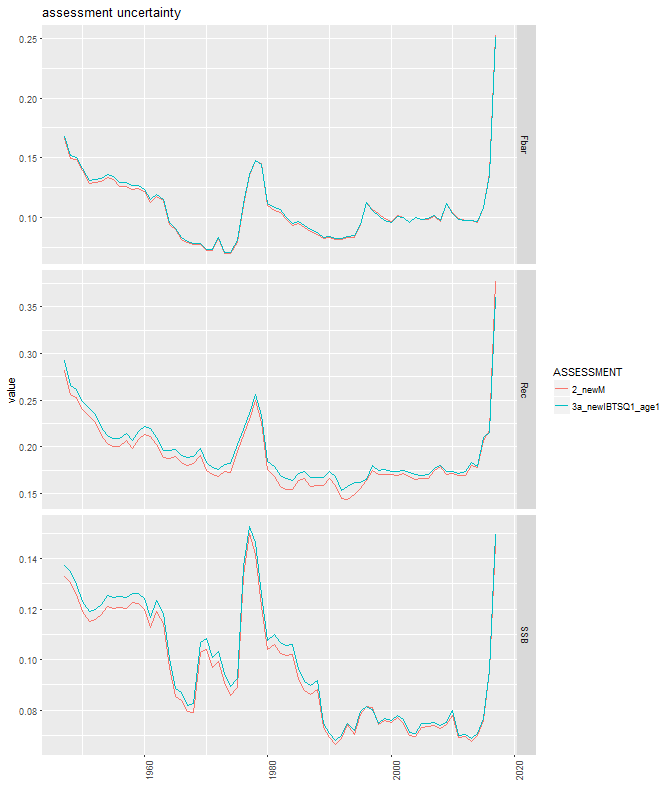 assessment uncertainty
0.25
0.20
0.15
0.10
Fbar
0.35
0.30
0.25
0.20
0.15
Rec
value
0.14
0.12
0.10
0.08
SSB
1960
1980
2000
2020
ASSESSMENT
2_newM
3a_newIBTSQ1_age1